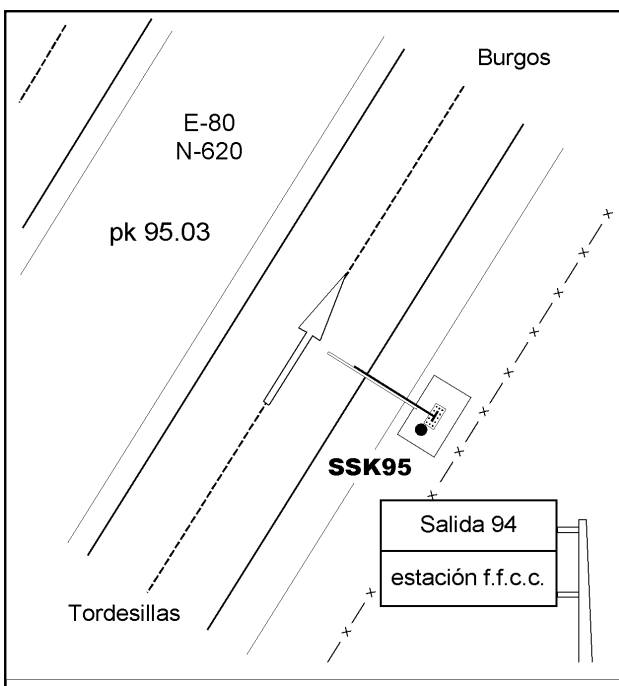 Burgos
E-80
N-620
pk 95.03
SSK95
Salida 94
estación f.f.c.c.
Tordesillas